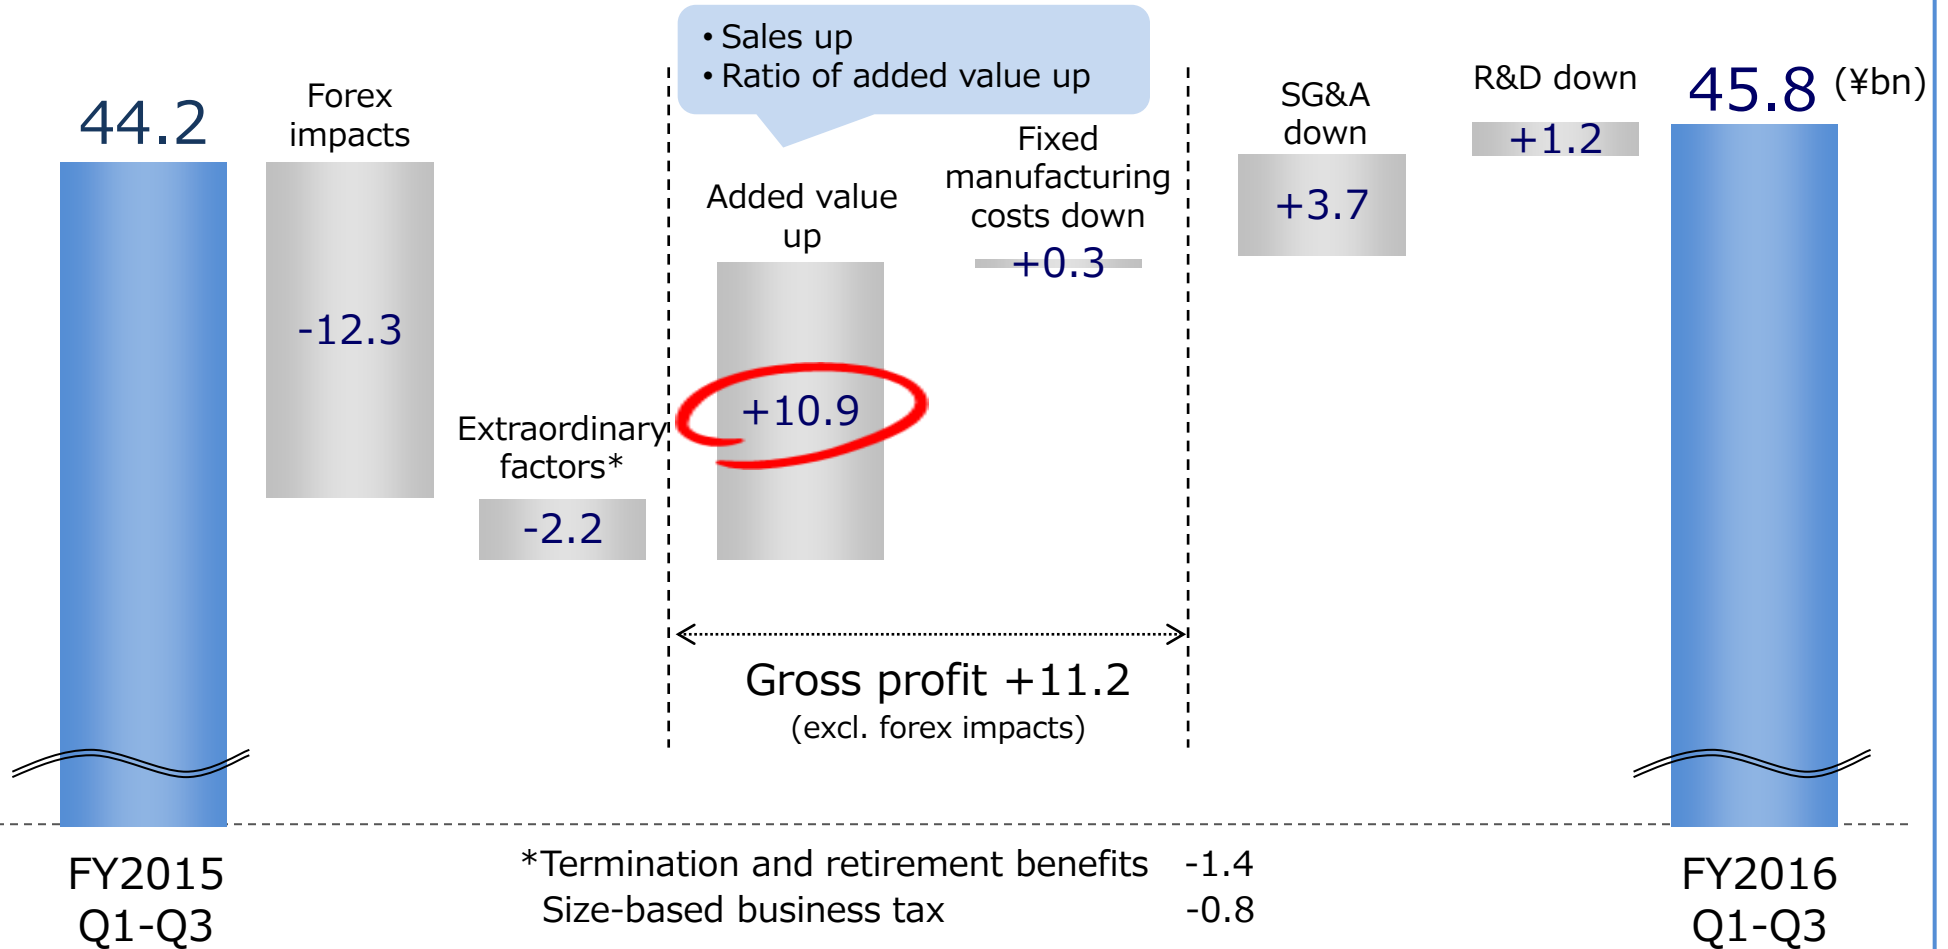 • Sales up
• Ratio of added value up
44.2
Forex
impacts
-12.3
Extraordinary
factors*
-2.2
Added value
up
+10.9
Fixed
manufacturing
costs down
+0.3
SG&A
down
+3.7
R&D down
+1.2
45.8 (¥bn)
Gross profit +11.2
(excl. forex impacts)
FY2015
Q1-Q3
*Termination and retirement benefits -1.4
Size-based business tax -0.8
FY2016
Q1-Q3